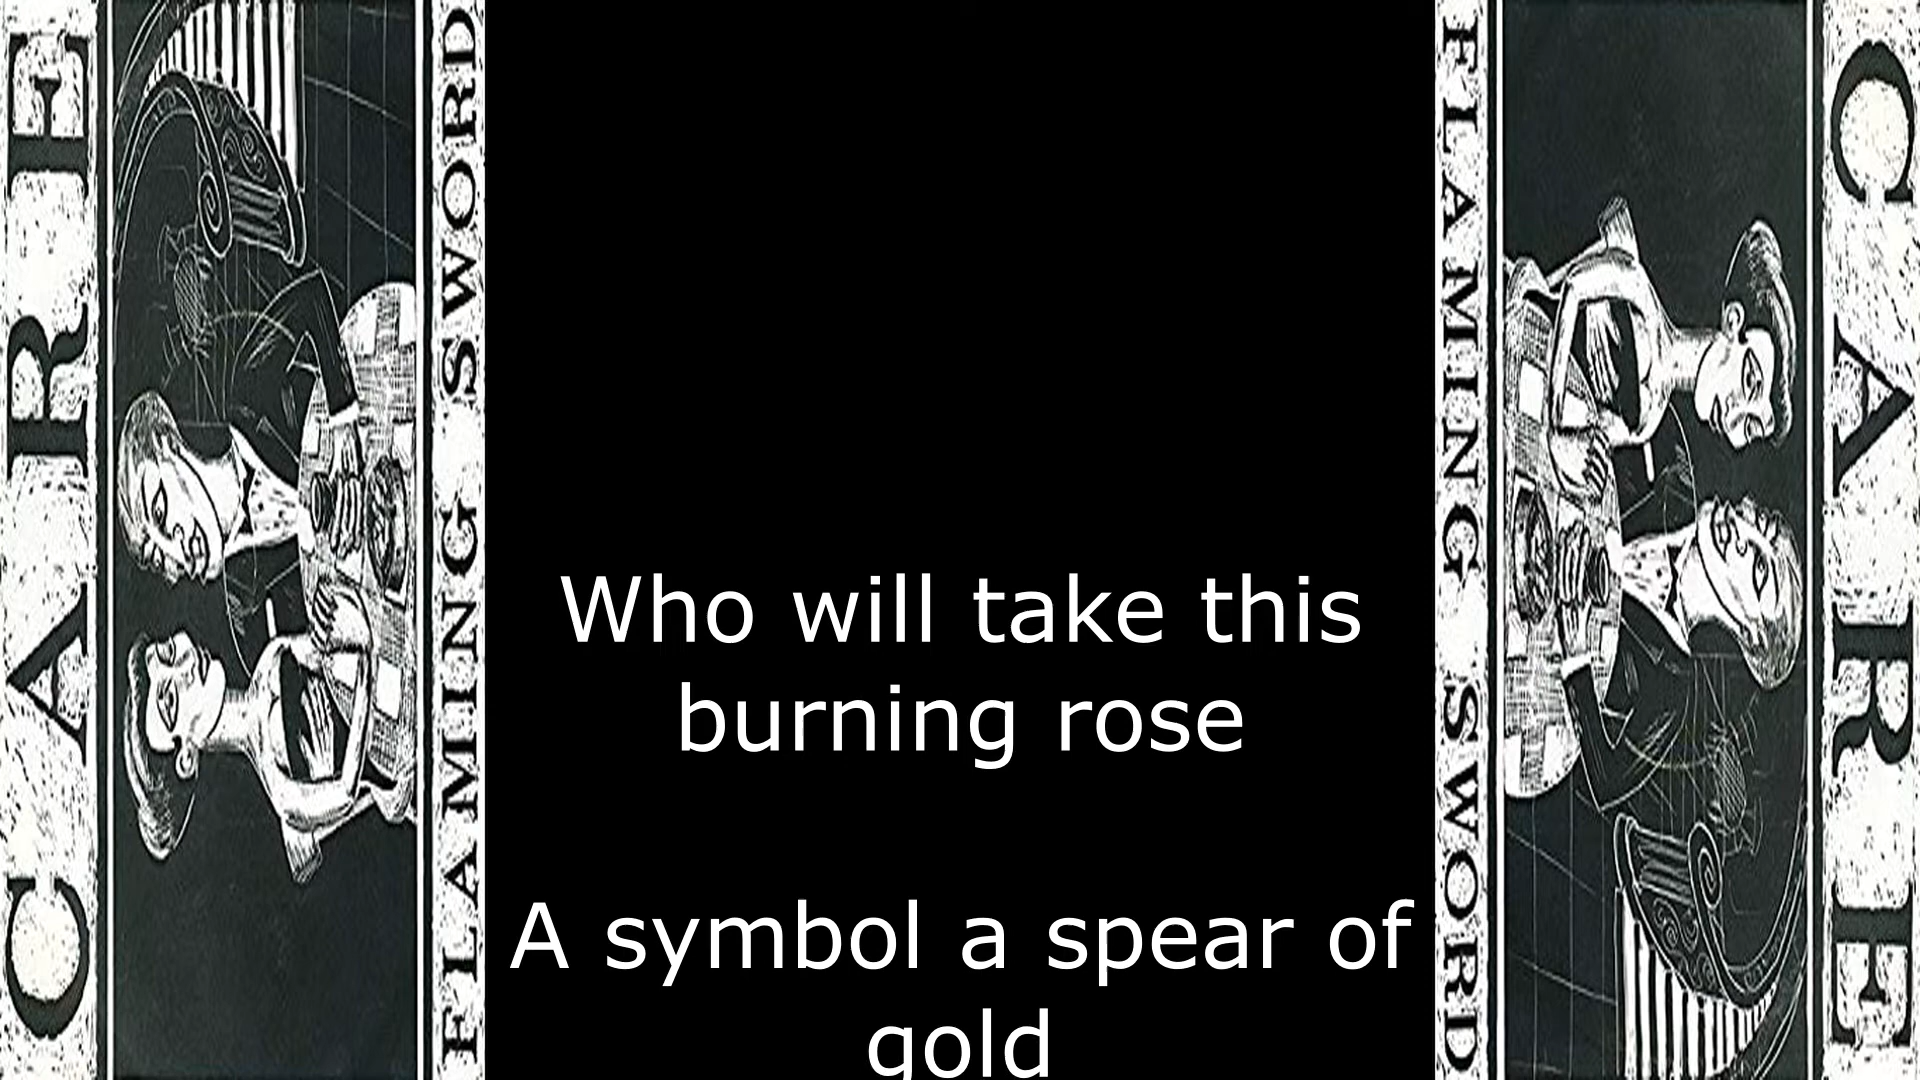 CARE
FLAMING SWORD
Who will take this
burning rose
A symbol a spear of
gold
FLAMING SWORD
CARE